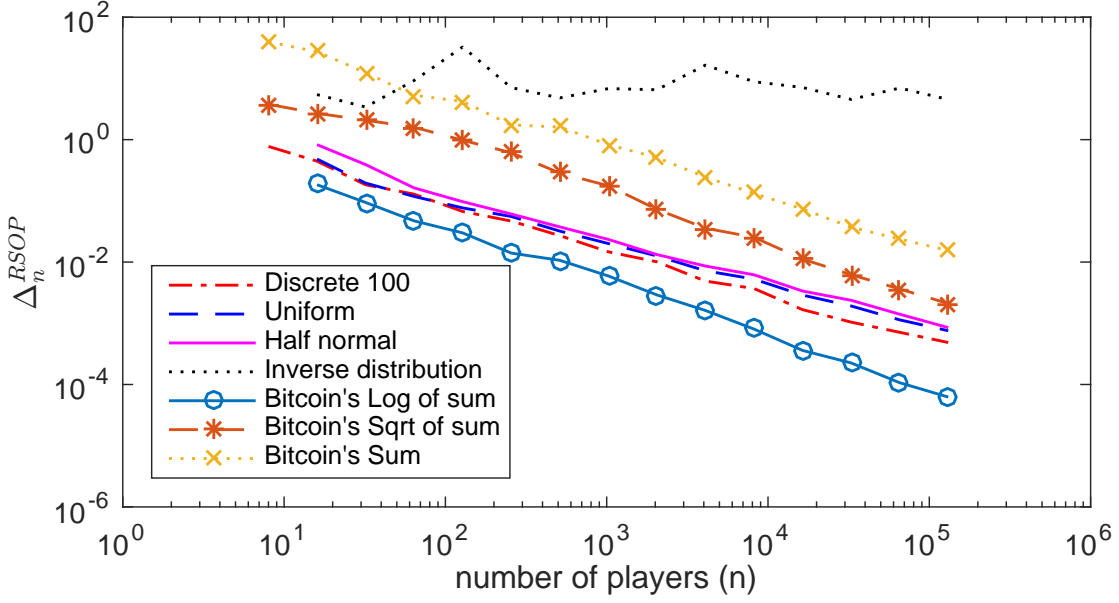 10^2
10^0
10^-2
10^-4
10^-6
Δ_n^RSOP
Discrete 100
Uniform
Half normal
Inverse distribution
Bitcoin's Log of sum
Bitcoin's Sqrt of sum
Bitcoin's Sum
10^0 10^1 10^2 10^3 10^4 10^5 10^6
number of players (n)